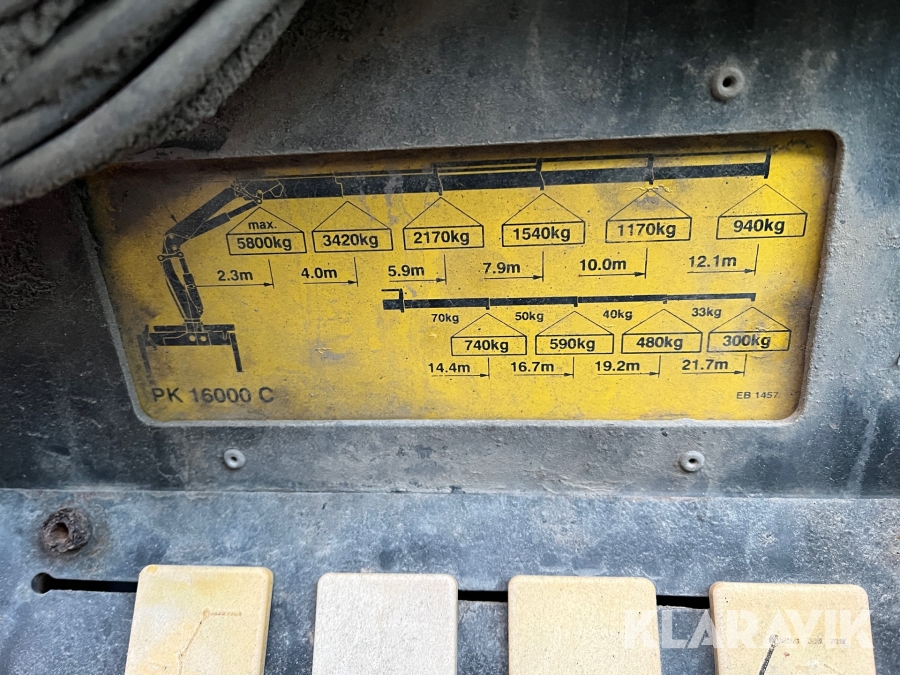 max.
5800kg 3420kg 2170kg 1540kg 1170kg 940kg
2.3m 4.0m 5.9m 7.9m 10.0m 12.1m
70kg 50kg 40kg 33kg
740kg 590kg 480kg 300kg
14.4m 16.7m 19.2m 21.7m
PK 16000 C EB 1457
KLARAVIK